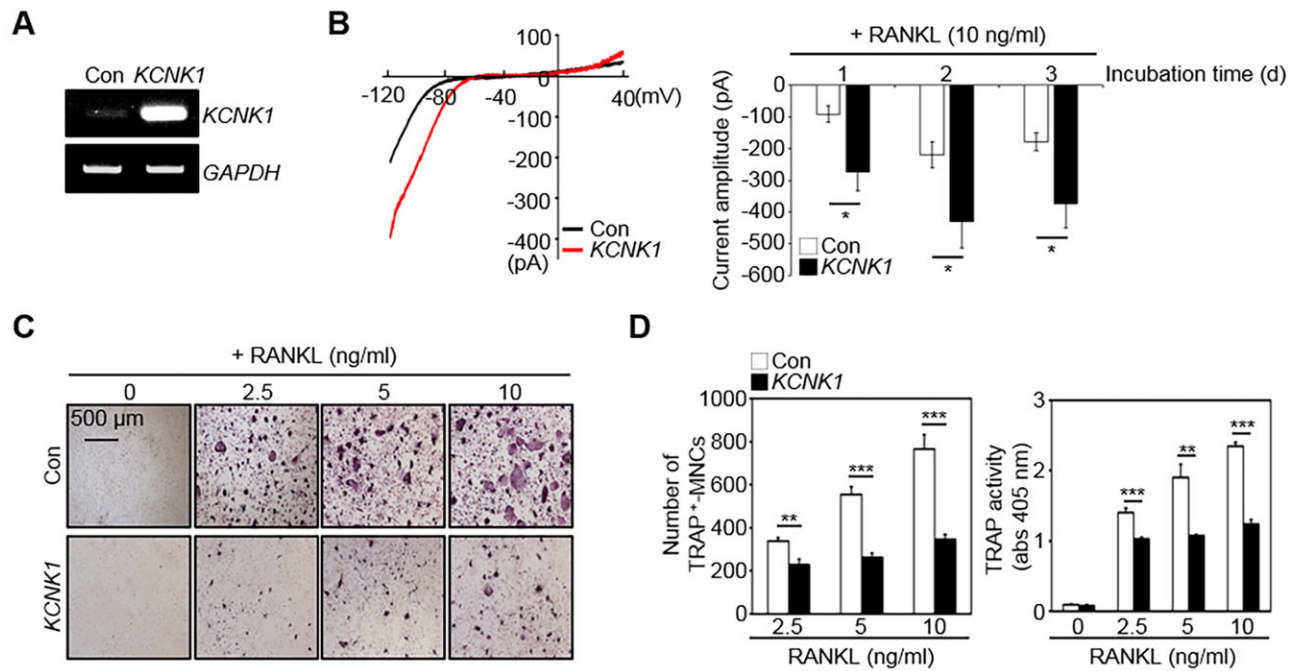 A
Con KCNK1
KCNK1
GAPDH
B
100
-120
-80
-40
40(mV)
-100
-200
-300
-400
(pA)
Con
KCNK1
+ RANKL (10 ng/ml)
1 2 3 Incubation time (d)
Current amplitude (pA)
0
-100
-200
-300
-400
-500
-600
* * *
Con
KCNK1
C
+ RANKL (ng/ml)
0 2.5 5 10
500 µm
Con
KCNK1
D
Con
KCNK1
Number of
TRAP+-MNCs
1000
800
600
400
200
0
** *** ***
2.5 5 10
RANKL (ng/ml)
TRAP activity
(abs 405 nm)
3
2
1
0
*** ** ***
0 2.5 5 10
RANKL (ng/ml)